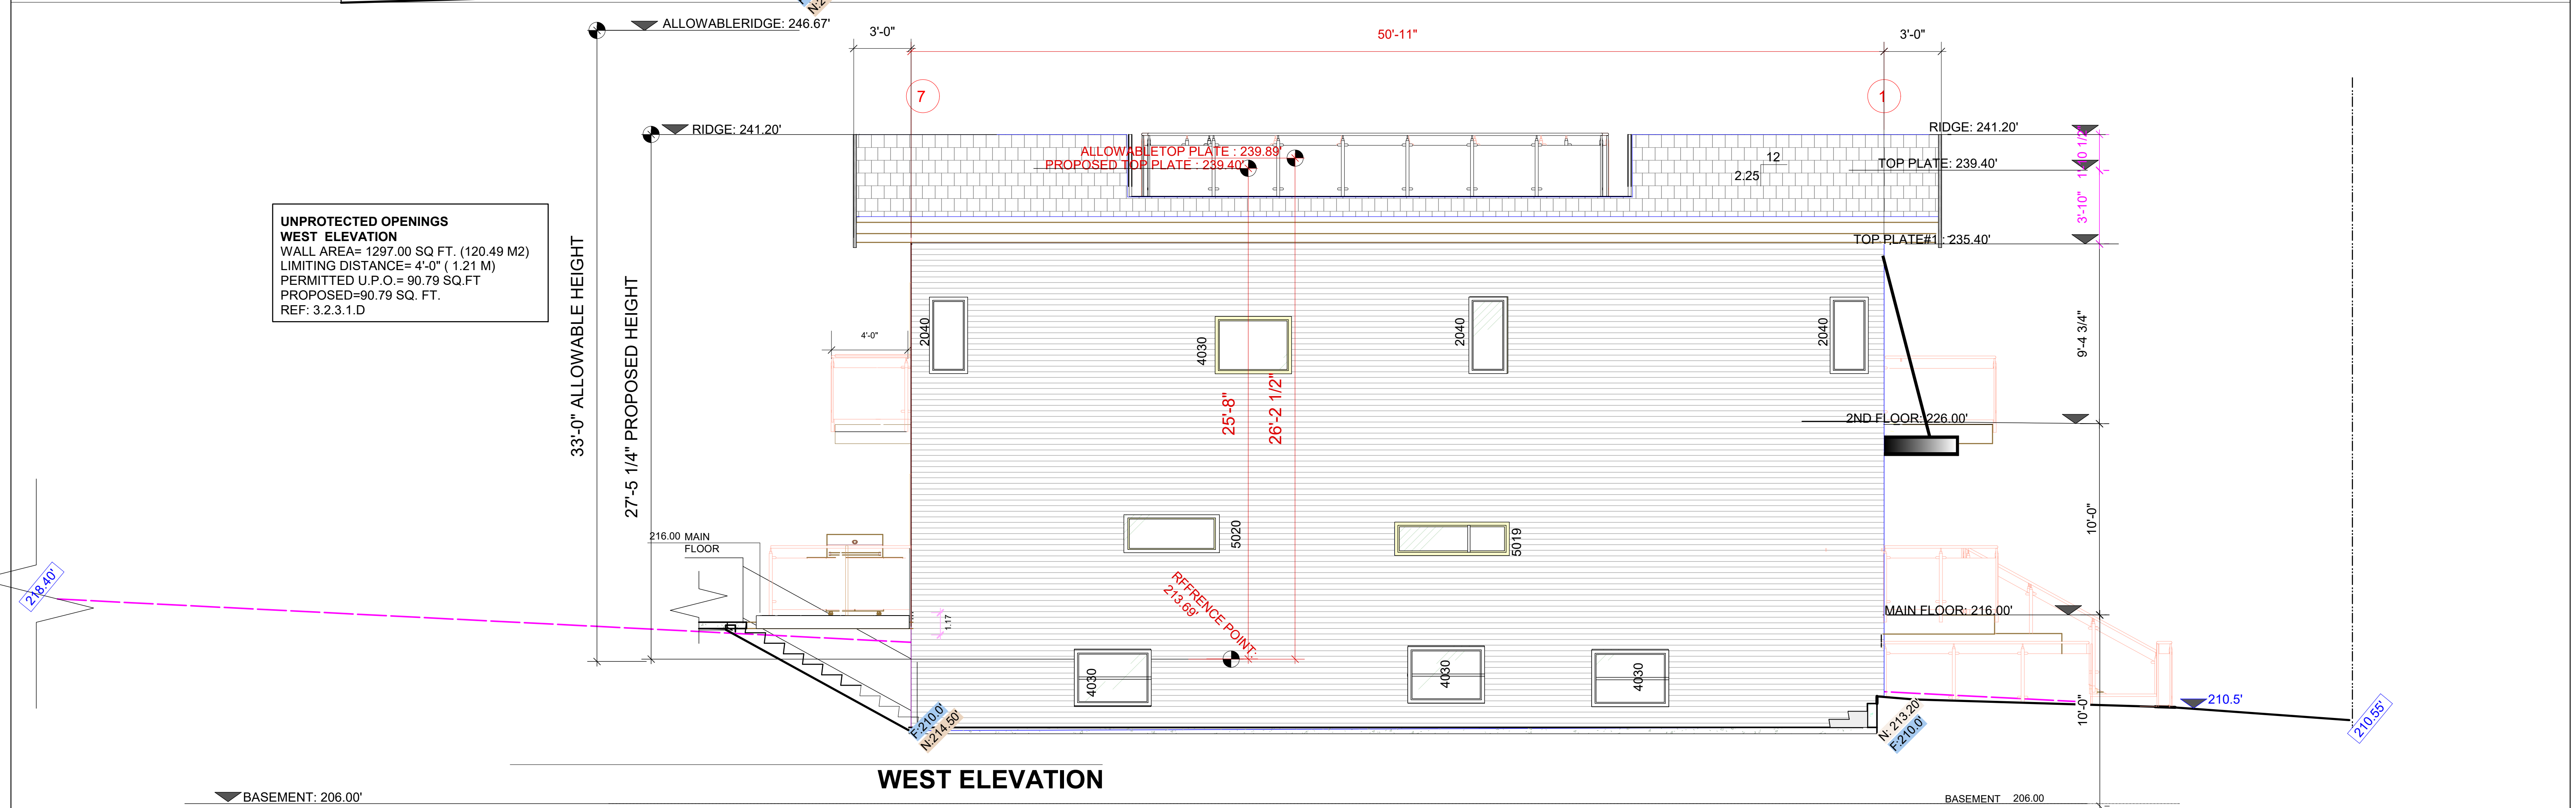 ALLOWABLERIDGE: 246.67'
3'-0"
50'-11"
3'-0"
7
1
RIDGE: 241.20'
RIDGE: 241.20'
ALLOWABLETOP PLATE : 239.89'
PROPOSED TOP PLATE : 239.40'
12
2.25
TOP PLATE: 239.40'
1'-0 1/2"
3'-10"
TOP PLATE#1 : 235.40'
UNPROTECTED OPENINGS
WEST ELEVATION
WALL AREA= 1297.00 SQ FT. (120.49 M2)
LIMITING DISTANCE= 4'-0" ( 1.21 M)
PERMITTED U.P.O.= 90.79 SQ.FT
PROPOSED=90.79 SQ. FT.
REF: 3.2.3.1.D
33'-0" ALLOWABLE HEIGHT
27'-5 1/4" PROPOSED HEIGHT
4'-0"
2040
4030
2040
2040
9'-4 3/4"
25'-8"
26'-2 1/2"
2ND FLOOR: 226.00'
10'-0"
216.00 MAIN
FLOOR
5020
5019
218.40'
RFFRENCE POINT:
213.69'
1.17
MAIN FLOOR: 216.00'
4030
4030
4030
F:210.0'
N:214.50'
N: 213.20'
F:210.0'
10'-0"
210.5'
210.55'
WEST ELEVATION
BASEMENT: 206.00'
BASEMENT 206.00